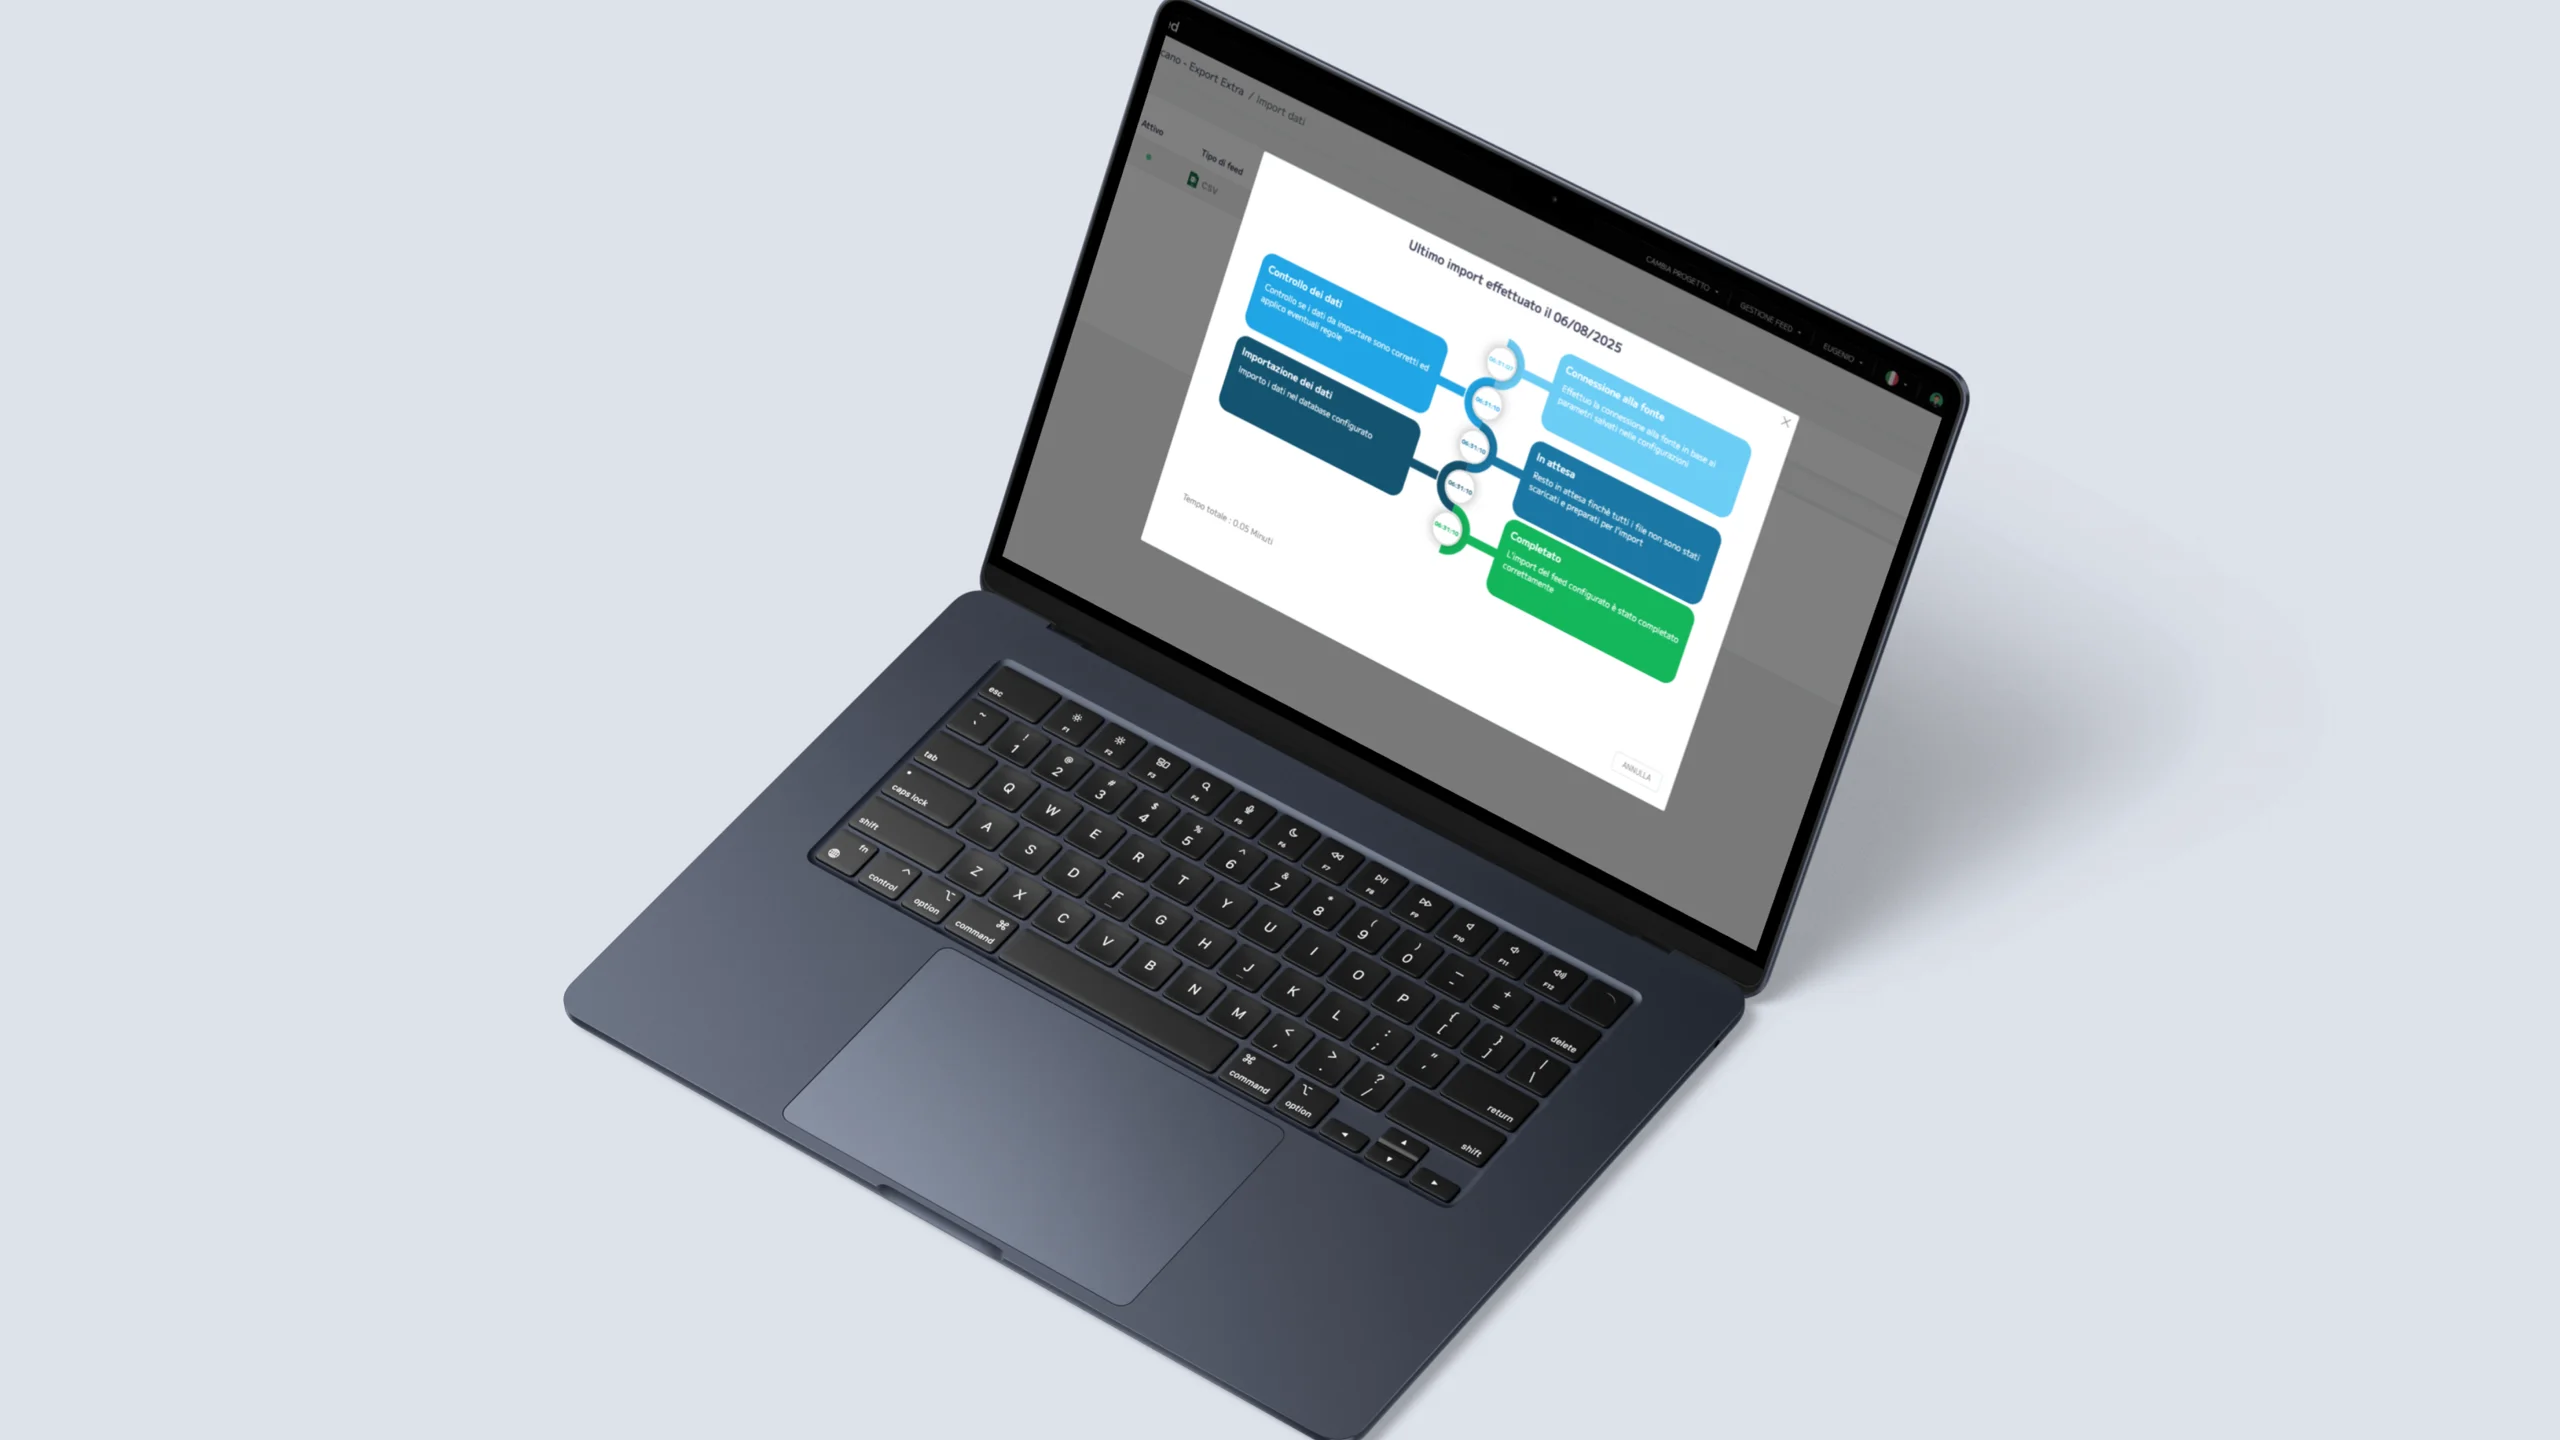 cano - Export Extra / Import dati
CAMBIA PROGETTO
GESTIONE FEED
EUGENIO
Attivo
Tipo di feed
CSV
Ultimo import effettuato il 06/08/2025
Connessione alla fonte
Effettuo la connessione alla fonte in base ai
parametri salvati nelle configurazioni
Controllo dei dati
Controllo se i dati da importare sono corretti ed
applico eventuali regole
In attesa
Resto in attesa finchè tutti i file non sono stati
scaricati e preparati per l'import
Importazione dei dati
Importo i dati nel database configurato
Completato
L'import del feed configurato è stato completato
correttamente
06:31:10
06:31:10
06:31:10
06:31:10
Tempo totale : 0.05 Minuti
ANNULLA
esc
F1
F2
F3
F4
F5
F6
F7
F8
F9
F10
F11
F12
~ `
! 1
@ 2
# 3
$ 4
% 5
^ 6
& 7
* 8
( 9
) 0
_ -
+ =
delete
tab
Q
W
E
R
T
Y
U
I
O
P
{ [
} ]
| \
caps lock
A
S
D
F
G
H
J
K
L
: ;
" '
return
shift
Z
X
C
V
B
N
M
< ,
> .
? /
shift
fn
control
option
command
command
option